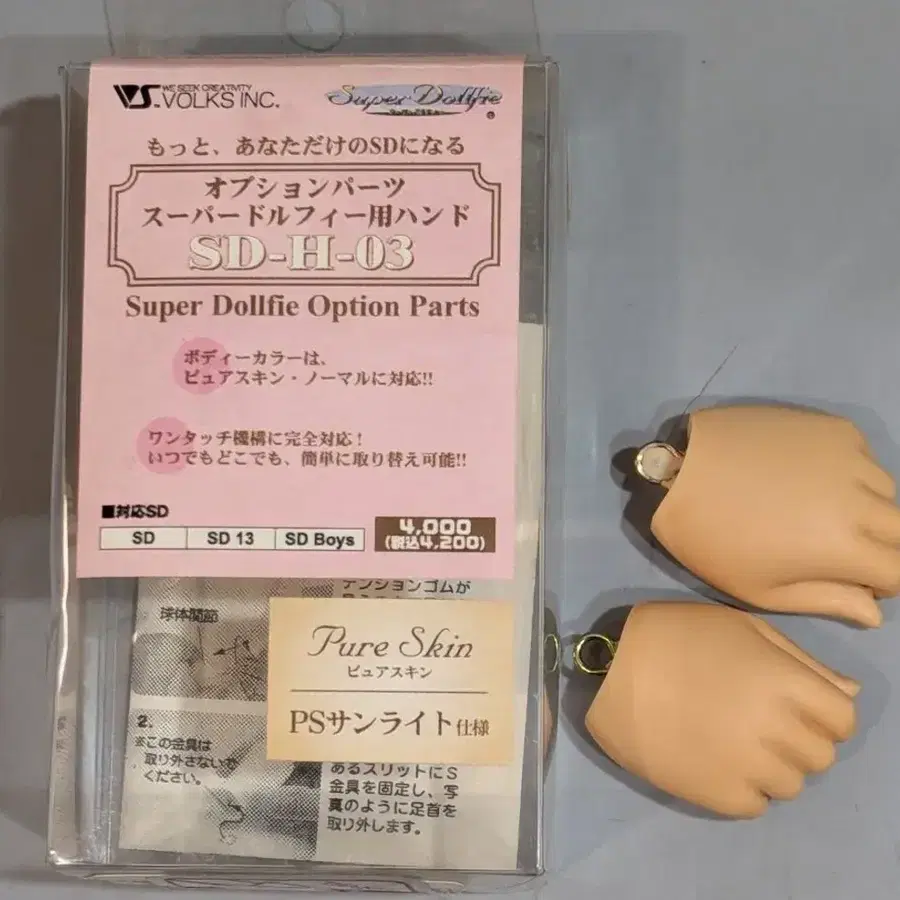 WE SEEK CREATIVITY
VS. VOLKS INC.
Super Dollfie
®
もっと、あなただけのSDになる
オプションパーツ
スーパードルフィー用ハンド
SD-H-03
Super Dollfie Option Parts
ボディーカラーは、
ピュアスキン・ノーマルに対応!!
ワンタッチ機構に完全対応！
いつでもどこでも、簡単に取り替え可能!!
■対応SD
SD SD 13 SD Boys
4,000
(税込4,200)
テンションゴムが
球体関節
Pure Skin
ピュアスキン
PSサンライト仕様
2.
※この金具は
取り外さないで
ください。
あるスリットにS
金具を固定し、写
真のように足首を
取り外します。